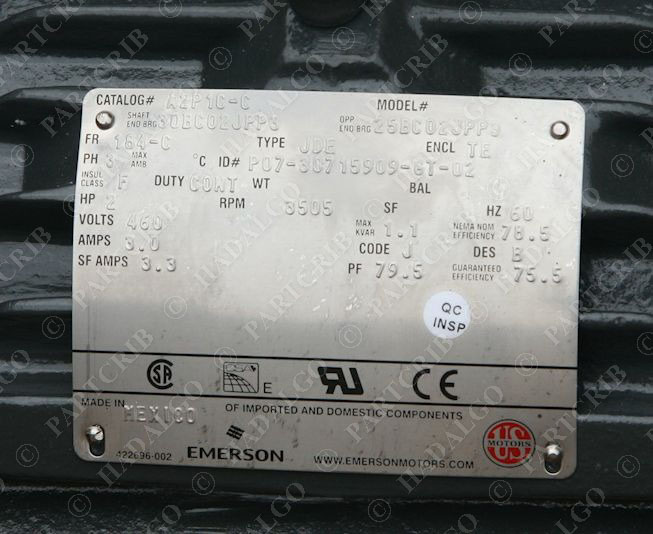 CATALOG# A2P1C-C MODEL#
SHAFT END BRG 30BC02JPP3 OPP END BRG 25BC02JPP3
FR 164-C TYPE JDE ENCL TE
PH 3 MAX AMB °C ID# P07-3G715909-GT-02
INSUL CLASS F DUTY CONT WT BAL
HP 2 RPM 3505 SF HZ 60
VOLTS 460 MAX KVAR 1.1 NEMA NOM EFFICIENCY 78.5
AMPS 3.0 CODE J DES B
SF AMPS 3.3 PF 79.5 GUARANTEED EFFICIENCY 75.5
QC
INSP
E
CE
MADE IN MEXICO OF IMPORTED AND DOMESTIC COMPONENTS
US
MOTORS
422696-002 EMERSON WWW.EMERSONMOTORS.COM
© PARTCRIB
© HADALGO